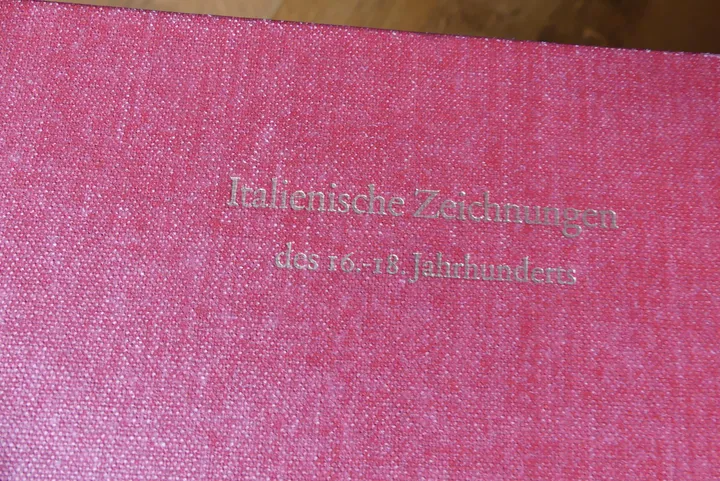 Italienische Zeichnungen
des 16.-18. Jahrhunderts